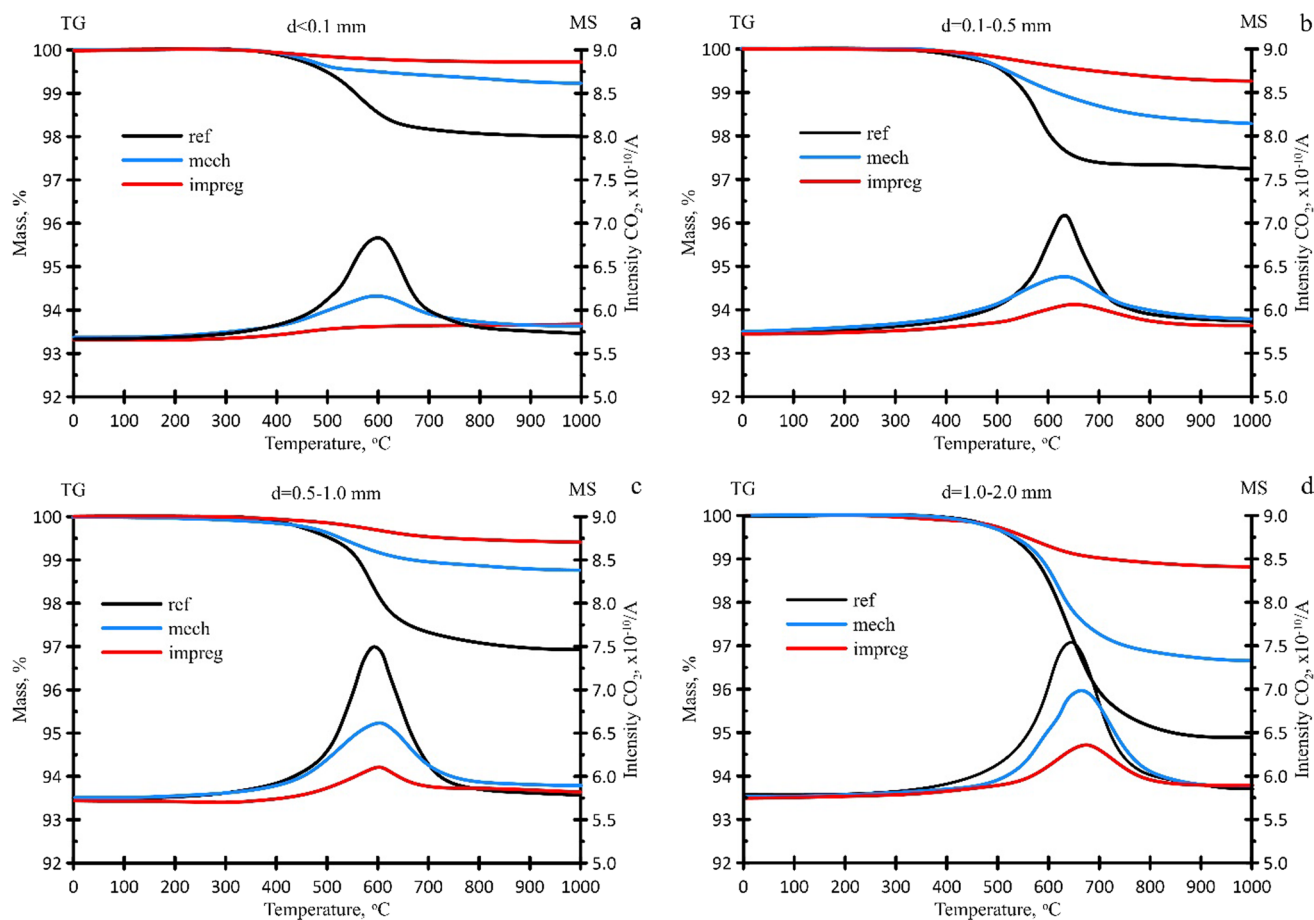 TG d<0.1 mm MS a
100 9.0
99 8.5
98 8.0
97 7.5
96 7.0
95 6.5
94 6.0
93 5.5
92 5.0
ref
mech
impreg
Mass, %
Intensity CO₂, x10⁻¹⁰/A
0 100 200 300 400 500 600 700 800 900 1000
Temperature, °C
TG d=0.1-0.5 mm MS b
100 9.0
99 8.5
98 8.0
97 7.5
96 7.0
95 6.5
94 6.0
93 5.5
92 5.0
ref
mech
impreg
Mass, %
Intensity CO₂, x10⁻¹⁰/A
0 100 200 300 400 500 600 700 800 900 1000
Temperature, °C
TG d=0.5-1.0 mm MS c
100 9.0
99 8.5
98 8.0
97 7.5
96 7.0
95 6.5
94 6.0
93 5.5
92 5.0
ref
mech
impreg
Mass, %
Intensity CO₂, x10⁻¹⁰/A
0 100 200 300 400 500 600 700 800 900 1000
Temperature, °C
TG d=1.0-2.0 mm MS d
100 9.0
99 8.5
98 8.0
97 7.5
96 7.0
95 6.5
94 6.0
93 5.5
92 5.0
ref
mech
impreg
Mass, %
Intensity CO₂, x10⁻¹⁰/A
0 100 200 300 400 500 600 700 800 900 1000
Temperature, °C